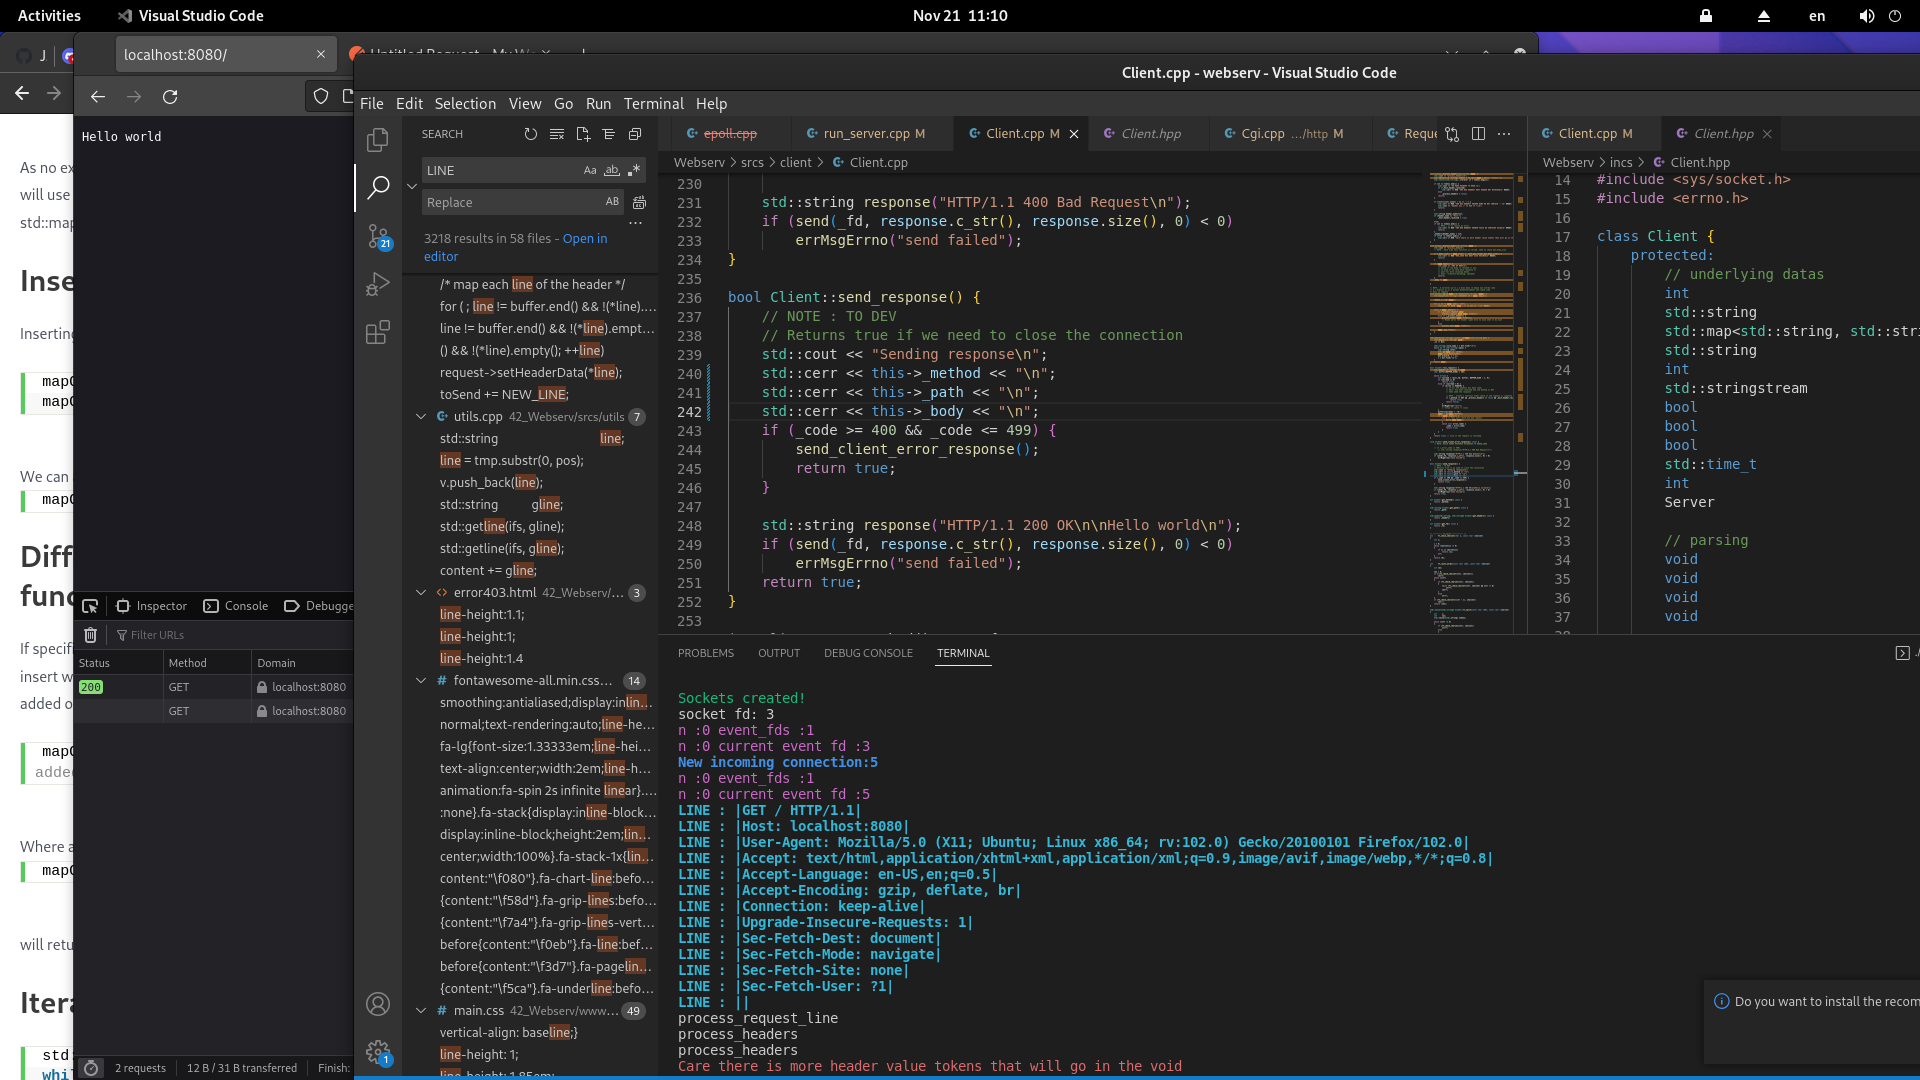 Activities
Visual Studio Code
Nov 21 11:10
en
J
localhost:8080/
Untitled Request - My W
Hello world
As no ex
will use
std::map
Inse
Inserting
mapO
mapO
We can
mapO
Diff
func
If specifi
insert w
added o
mapO
added
Where a
mapO
will retu
Itera
std:
whi
Inspector
Console
Debugge
Filter URLs
Status Method Domain
200 GET localhost:8080
GET localhost:8080
2 requests
12 B / 31 B transferred
Finish:
Client.cpp - webserv - Visual Studio Code
File Edit Selection View Go Run Terminal Help
SEARCH
LINE
Aa ab
Replace
AB
3218 results in 58 files - Open in
editor
/* map each line of the header */
for ( ; line != buffer.end() && !(*line)....
line != buffer.end() && !(*line).empt...
() && !(*line).empty(); ++line)
request->setHeaderData(*line);
toSend += NEW_LINE;
utils.cpp 42_Webserv/srcs/utils 7
std::string line;
line = tmp.substr(0, pos);
v.push_back(line);
std::string gline;
std::getline(ifs, gline);
std::getline(ifs, gline);
content += gline;
error403.html 42_Webserv/... 3
line-height:1.1;
line-height:1;
line-height:1.4
fontawesome-all.min.css... 14
smoothing:antialiased;display:inlin...
normal;text-rendering:auto;line-he...
fa-lg{font-size:1.33333em;line-hei...
text-align:center;width:2em;line-h...
animation:fa-spin 2s infinite linear}....
:none}.fa-stack{display:inline-block...
display:inline-block;height:2em;lin...
center;width:100%}.fa-stack-1x{lin...
content:"\f080"}.fa-chart-line:befo...
{content:"\f58d"}.fa-grip-lines:befo...
{content:"\f7a4"}.fa-grip-lines-vert...
before{content:"\f0eb"}.fa-line:bef...
before{content:"\f3d7"}.fa-pagelin...
{content:"\f5ca"}.fa-underline:befo...
main.css 42_Webserv/www... 49
vertical-align: baseline;}
line-height: 1;
line-height: 1.85em;
21
1
epoll.cpp
run_server.cpp M
Client.cpp M
Client.hpp
Cgi.cpp .../http M
Reque
Webserv > srcs > client > Client.cpp
230
231 std::string response("HTTP/1.1 400 Bad Request\n");
232 if (send(_fd, response.c_str(), response.size(), 0) < 0)
233 errMsgErrno("send failed");
234 }
235
236 bool Client::send_response() {
237 // NOTE : TO DEV
238 // Returns true if we need to close the connection
239 std::cout << "Sending response\n";
240 std::cerr << this->_method << "\n";
241 std::cerr << this->_path << "\n";
242 std::cerr << this->_body << "\n";
243 if (_code >= 400 && _code <= 499) {
244 send_client_error_response();
245 return true;
246 }
247
248 std::string response("HTTP/1.1 200 OK\n\nHello world\n");
249 if (send(_fd, response.c_str(), response.size(), 0) < 0)
250 errMsgErrno("send failed");
251 return true;
252 }
253
Client.cpp M
Client.hpp
Webserv > incs > Client.hpp
14 #include <sys/socket.h>
15 #include <errno.h>
16
17 class Client {
18 protected:
19 // underlying datas
20 int
21 std::string
22 std::map<std::string, std::stri
23 std::string
24 int
25 std::stringstream
26 bool
27 bool
28 bool
29 std::time_t
30 int
31 Server
32
33 // parsing
34 void
35 void
36 void
37 void
PROBLEMS OUTPUT DEBUG CONSOLE TERMINAL
Sockets created!
socket fd: 3
n :0 event_fds :1
n :0 current event fd :3
New incoming connection:5
n :0 event_fds :1
n :0 current event fd :5
LINE : |GET / HTTP/1.1|
LINE : |Host: localhost:8080|
LINE : |User-Agent: Mozilla/5.0 (X11; Ubuntu; Linux x86_64; rv:102.0) Gecko/20100101 Firefox/102.0|
LINE : |Accept: text/html,application/xhtml+xml,application/xml;q=0.9,image/avif,image/webp,*/*;q=0.8|
LINE : |Accept-Language: en-US,en;q=0.5|
LINE : |Accept-Encoding: gzip, deflate, br|
LINE : |Connection: keep-alive|
LINE : |Upgrade-Insecure-Requests: 1|
LINE : |Sec-Fetch-Dest: document|
LINE : |Sec-Fetch-Mode: navigate|
LINE : |Sec-Fetch-Site: none|
LINE : |Sec-Fetch-User: ?1|
LINE : ||
process_request_line
process_headers
process_headers
Care there is more header value tokens that will go in the void
Do you want to install the recom